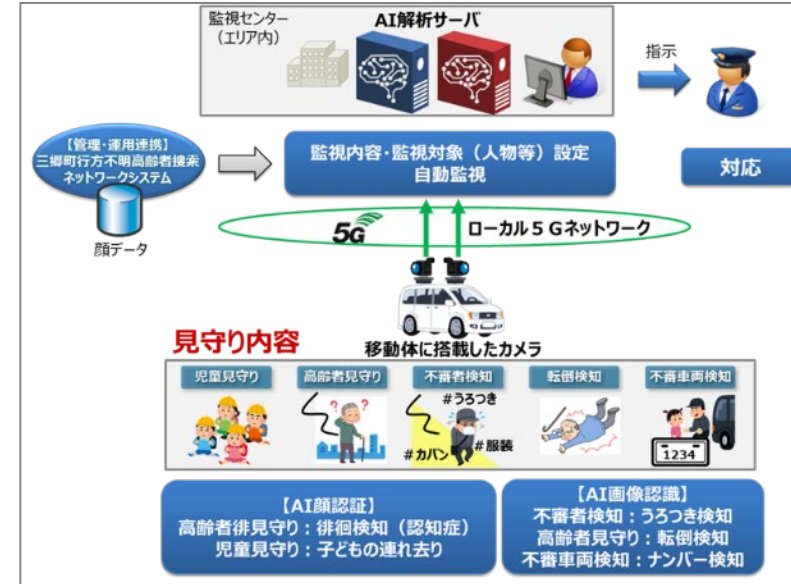 監視センター
（エリア内）
AI解析サーバ
指示
【管理・運用連携】
三郷町行方不明高齢者捜索
ネットワークシステム
顔データ
監視内容・監視対象（人物等）設定
自動監視
対応
5G
ローカル５Ｇネットワーク
移動体に搭載したカメラ
見守り内容
児童見守り
高齢者見守り
不審者検知
転倒検知
不審車両検知
#うろつき
#服装
#カバン
1234
【AI顔認証】
高齢者徘見守り：徘徊検知（認知症）
児童見守り：子どもの連れ去り
【AI画像認識】
不審者検知：うろつき検知
高齢者見守り：転倒検知
不審車両検知：ナンバー検知